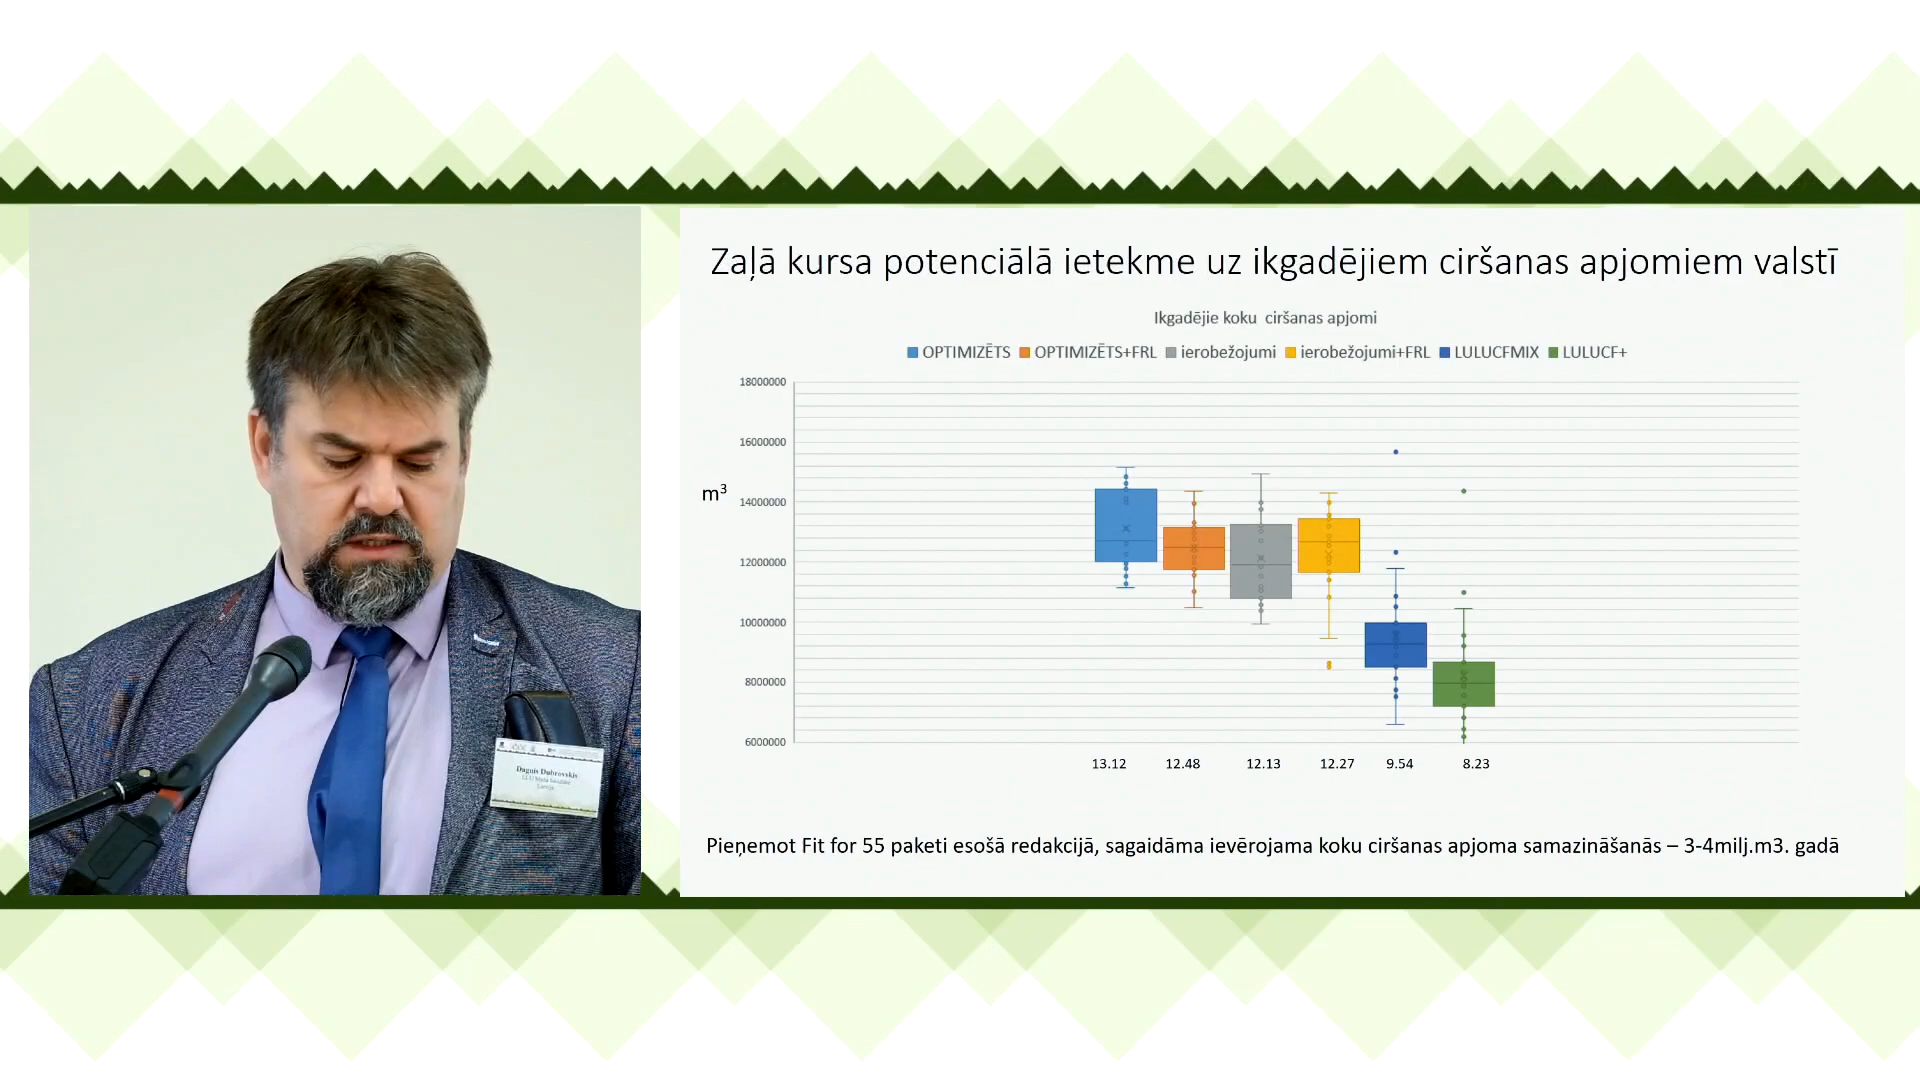 Zaļā kursa potenciālā ietekme uz ikgadējiem ciršanas apjomiem valstī
Ikgadējie koku ciršanas apjomi
OPTIMIZĒTS OPTIMIZĒTS+FRL ierobežojumi ierobežojumi+FRL LULUCFMIX LULUCF+
18000000
16000000
m³
14000000
12000000
10000000
8000000
6000000
13.12 12.48 12.13 12.27 9.54 8.23
Pieņemot Fit for 55 paketi esošā redakcijā, sagaidāma ievērojama koku ciršanas apjoma samazināšanās – 3-4milj.m3. gadā
Dagnis Dubrovskis